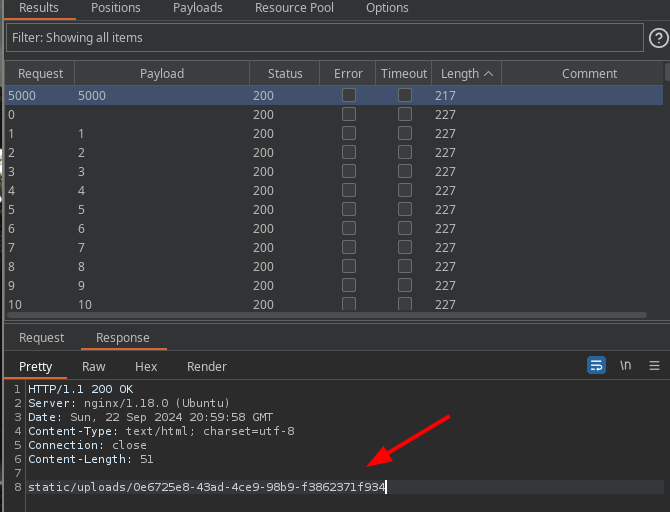 Results Positions Payloads Resource Pool Options
Filter: Showing all items
Request Payload Status Error Timeout Length Comment
5000 5000 200 217
0 200 227
1 1 200 227
2 2 200 227
3 3 200 227
4 4 200 227
5 5 200 227
6 6 200 227
7 7 200 227
8 8 200 227
9 9 200 227
10 10 200 227
Request Response
Pretty Raw Hex Render \n
1 HTTP/1.1 200 OK
2 Server: nginx/1.18.0 (Ubuntu)
3 Date: Sun, 22 Sep 2024 20:59:58 GMT
4 Content-Type: text/html; charset=utf-8
5 Connection: close
6 Content-Length: 51
7
8 static/uploads/0e6725e8-43ad-4ce9-98b9-f3862371f934